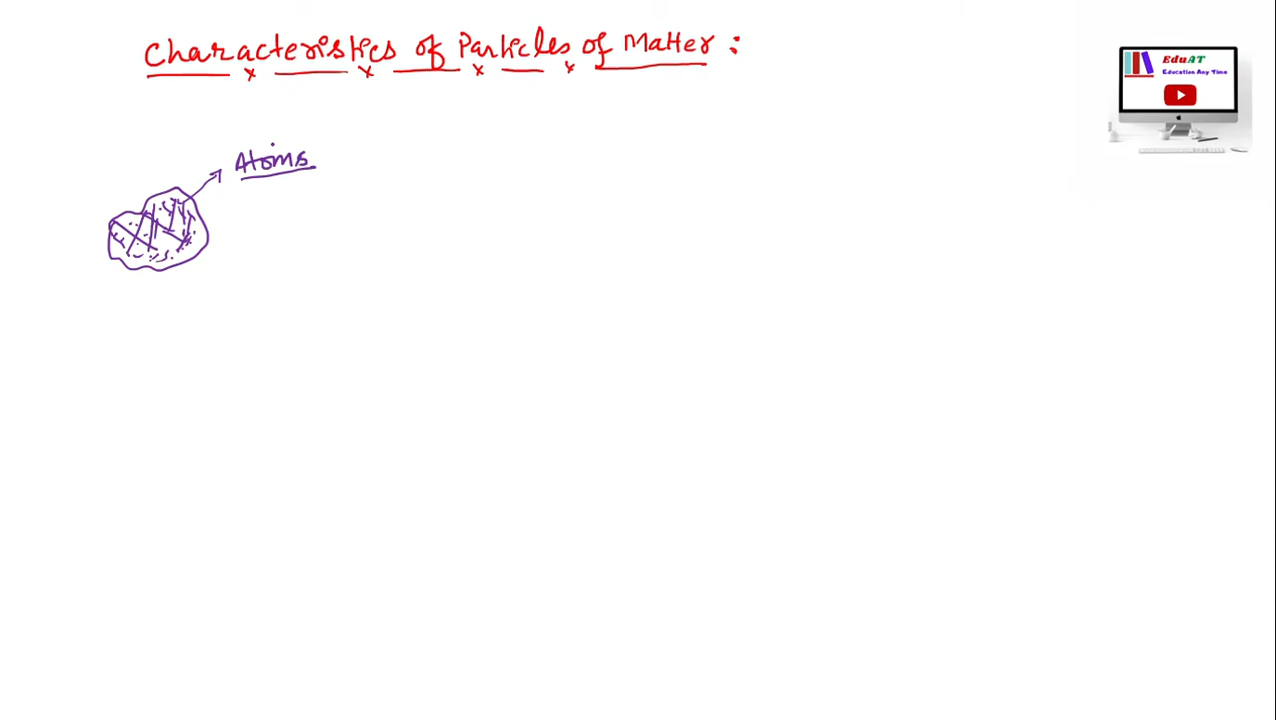 Characteristics of Particles of Matter :
EduAT
Education Any Time
Atoms